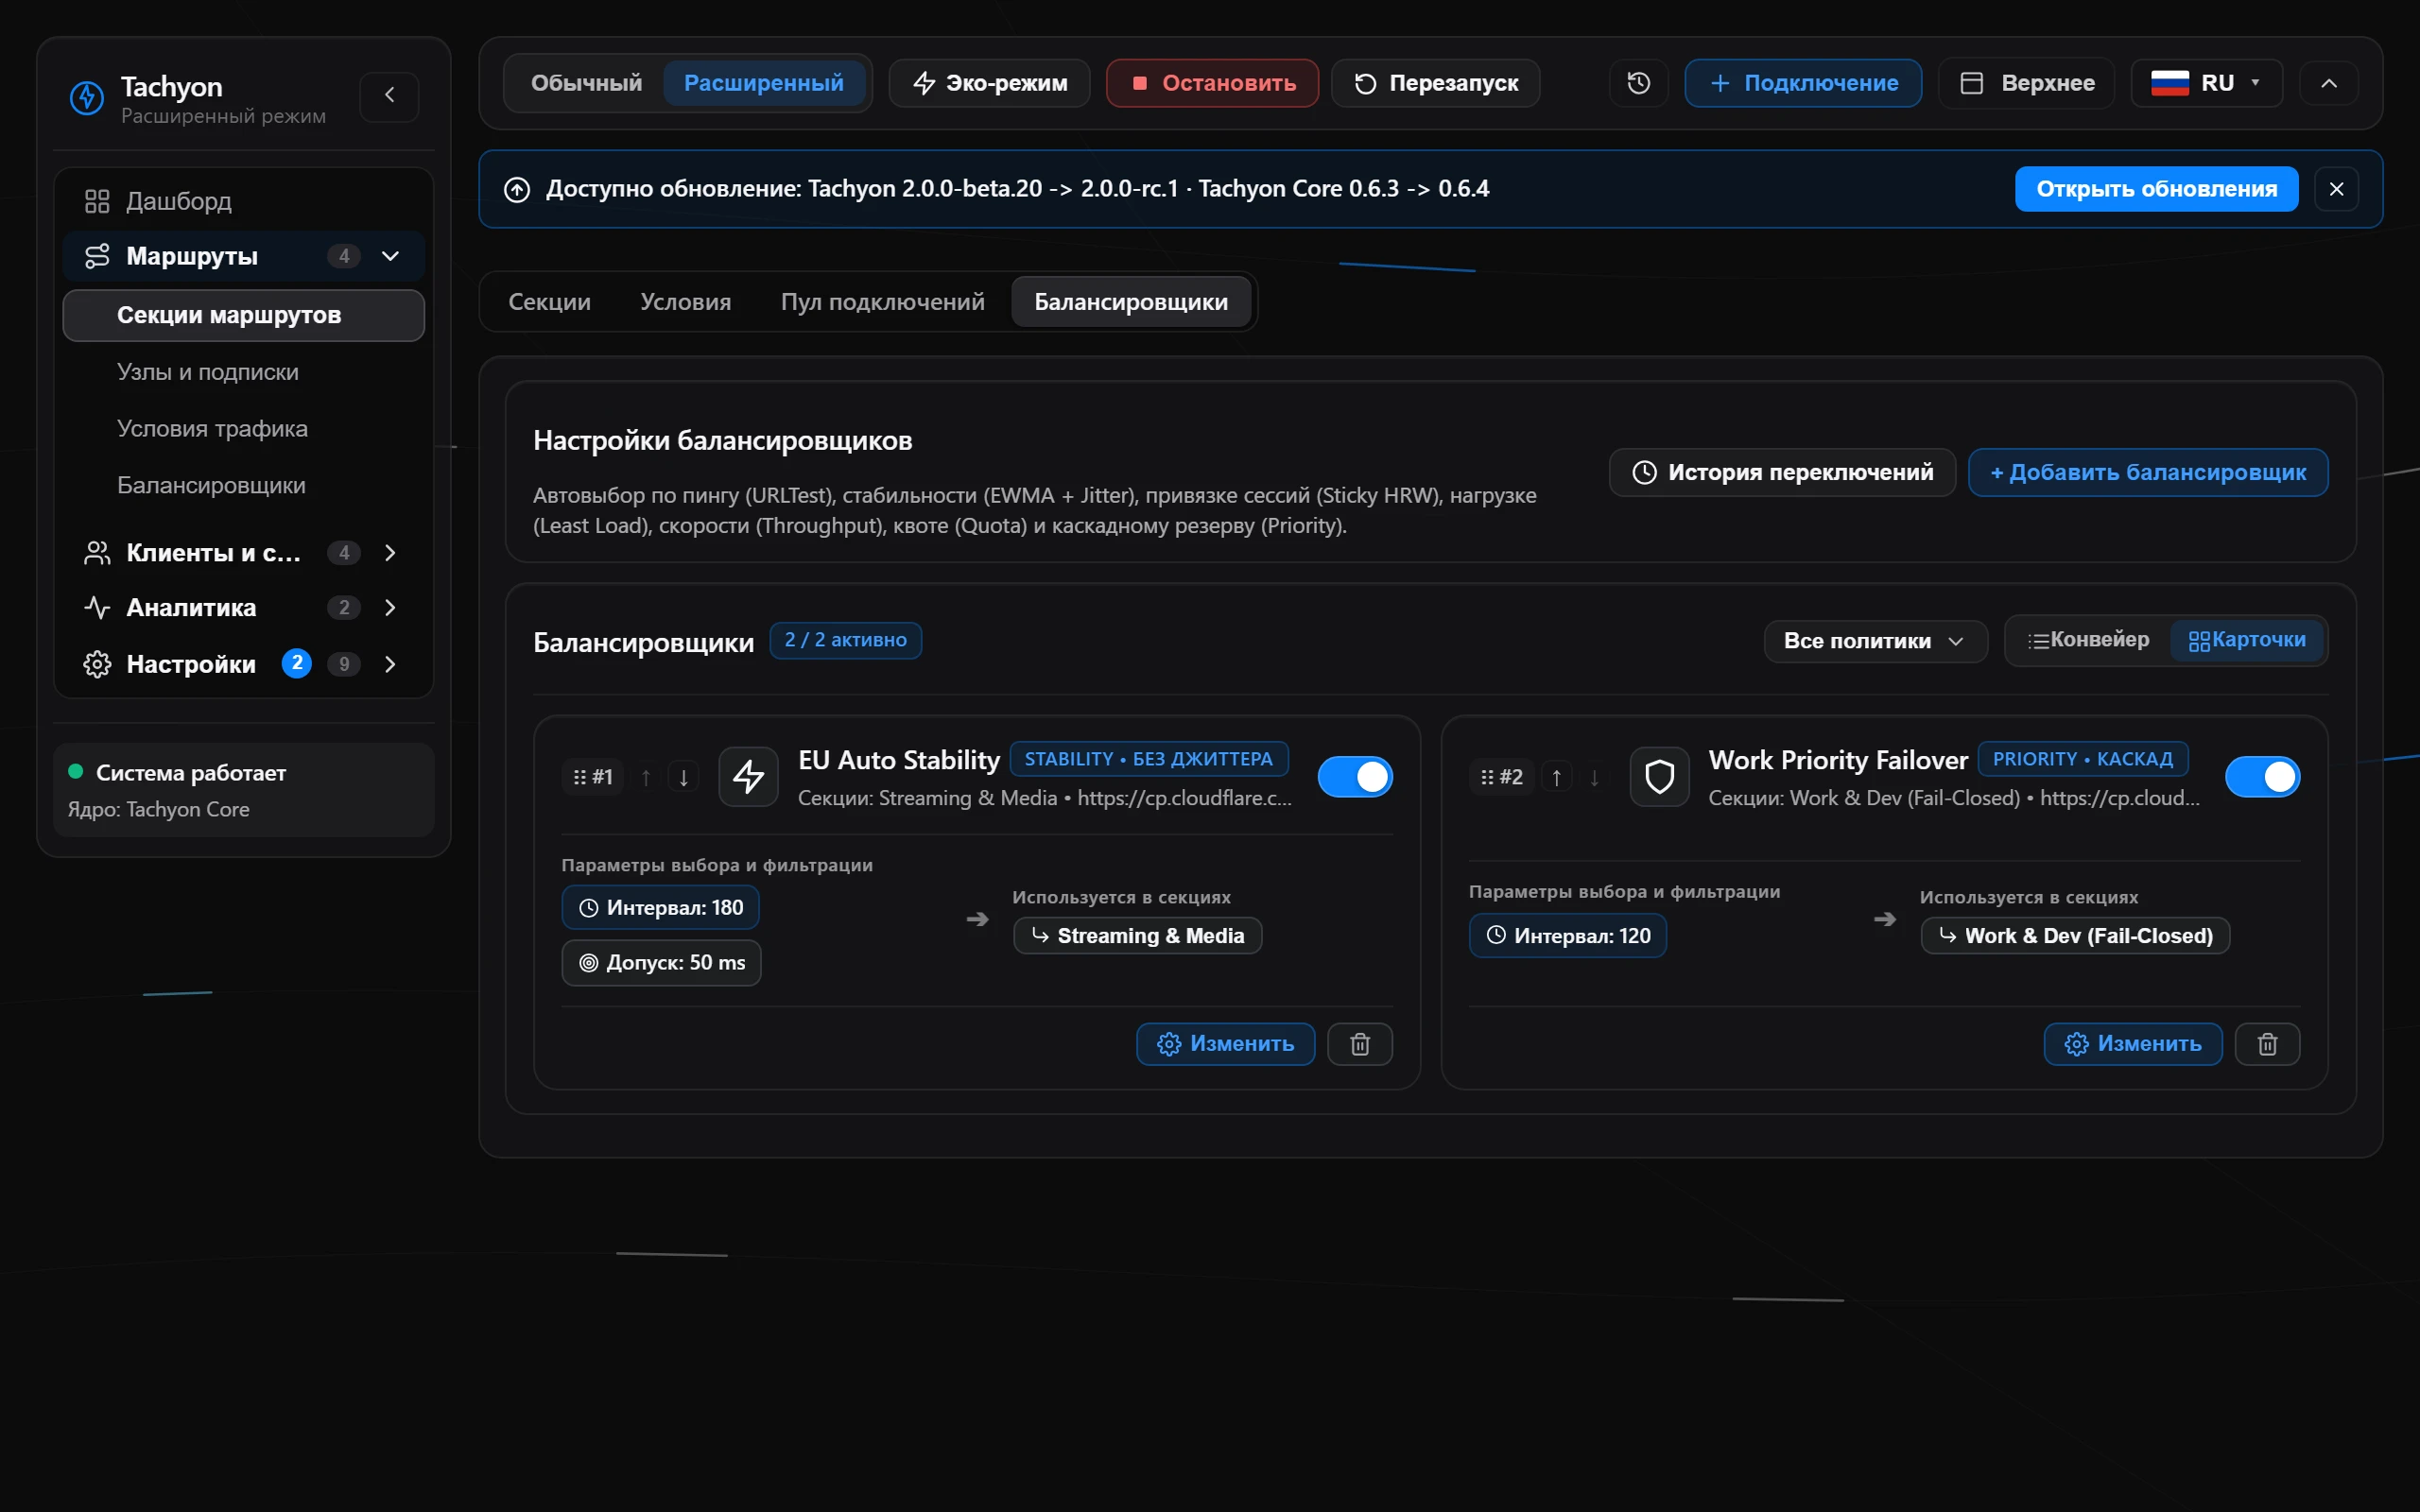 Tachyon
Расширенный режим
Дашборд
Маршруты 4
Секции маршрутов
Узлы и подписки
Условия трафика
Балансировщики
Клиенты и с... 4
Аналитика 2
Настройки 2 9
Система работает
Ядро: Tachyon Core
Обычный Расширенный Эко-режим Остановить Перезапуск + Подключение Верхнее RU
Доступно обновление: Tachyon 2.0.0-beta.20 -> 2.0.0-rc.1 · Tachyon Core 0.6.3 -> 0.6.4 Открыть обновления
Секции Условия Пул подключений Балансировщики
Настройки балансировщиков
Автовыбор по пингу (URLTest), стабильности (EWMA + Jitter), привязке сессий (Sticky HRW), нагрузке
(Least Load), скорости (Throughput), квоте (Quota) и каскадному резерву (Priority).
История переключений + Добавить балансировщик
Балансировщики 2 / 2 активно Все политики Конвейер Карточки
#1 ↑ ↓ EU Auto Stability STABILITY • БЕЗ ДЖИТТЕРА
Секции: Streaming & Media • https://cp.cloudflare.c...
Параметры выбора и фильтрации
Интервал: 180
Допуск: 50 ms
➔
Используется в секциях
Streaming & Media
Изменить
#2 ↑ ↓ Work Priority Failover PRIORITY • КАСКАД
Секции: Work & Dev (Fail-Closed) • https://cp.cloud...
Параметры выбора и фильтрации
Интервал: 120
➔
Используется в секциях
Work & Dev (Fail-Closed)
Изменить